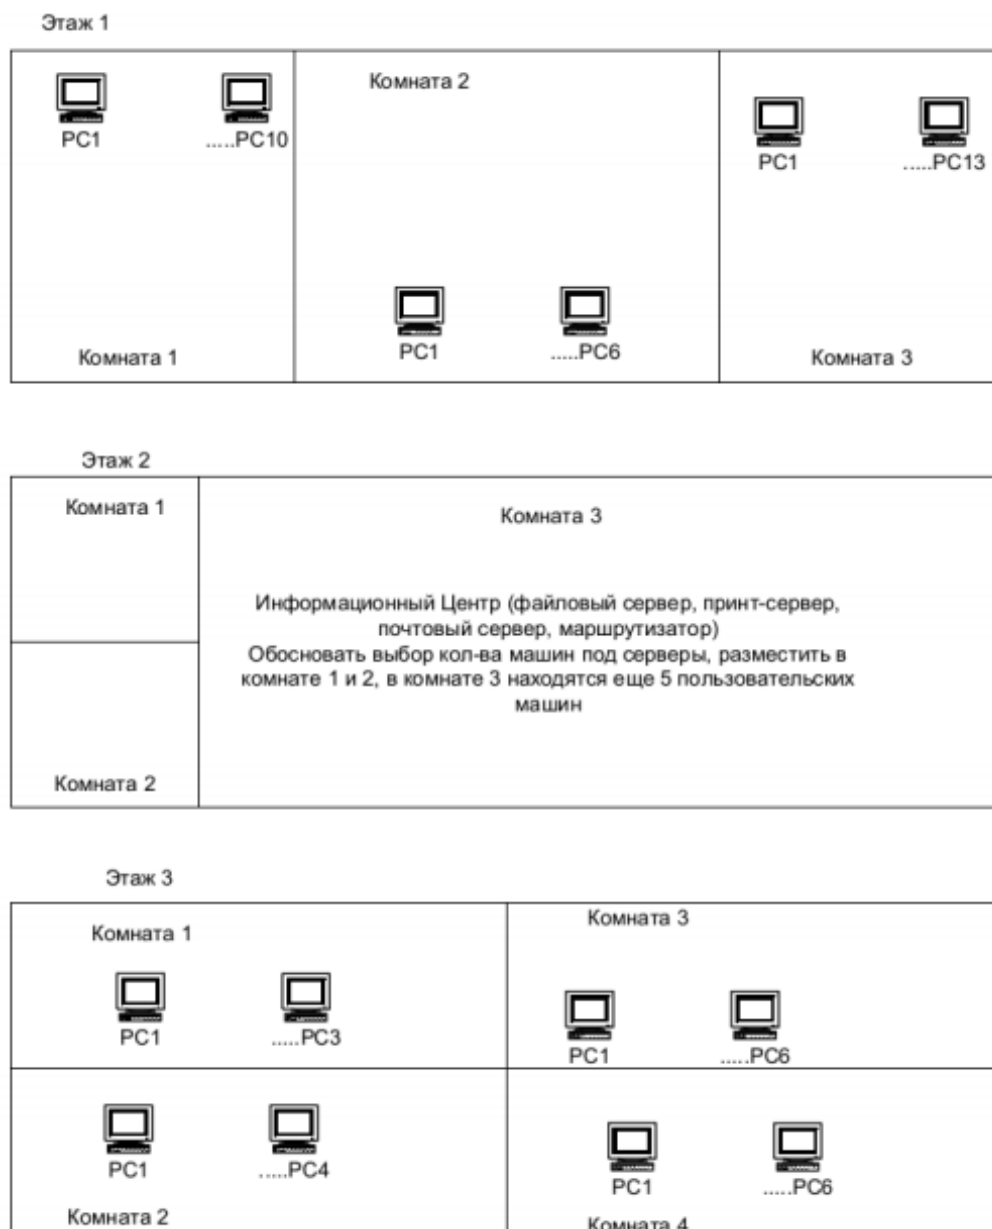 Этаж 1
Комната 2
PC1
.....PC10
PC1
.....PC13
PC1
.....PC6
Комната 1
Комната 3
Этаж 2
Комната 1
Комната 3
Информационный Центр (файловый сервер, принт-сервер,
почтовый сервер, маршрутизатор)
Обосновать выбор кол-ва машин под серверы, разместить в
комнате 1 и 2, в комнате 3 находятся еще 5 пользовательских
машин
Комната 2
Этаж 3
Комната 1
Комната 3
PC1
.....PC3
PC1
.....PC6
PC1
.....PC4
PC1
.....PC6
Комната 2
Комната 4